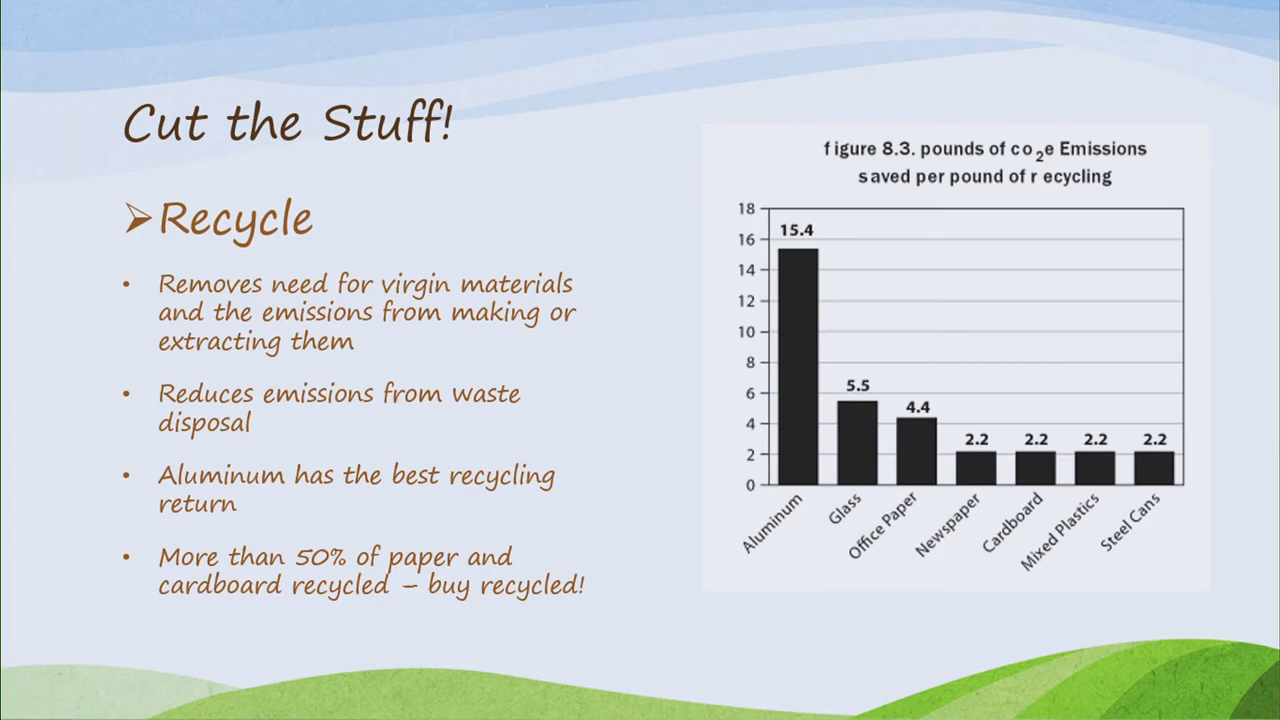 Cut the Stuff!
➢Recycle
• Removes need for virgin materials
and the emissions from making or
extracting them
• Reduces emissions from waste
disposal
• Aluminum has the best recycling
return
• More than 50% of paper and
cardboard recycled – buy recycled!
figure 8.3. pounds of co2e Emissions
saved per pound of r ecycling
18
16
14
12
10
8
6
4
2
0
15.4
5.5
4.4
2.2
2.2
2.2
2.2
Aluminum
Glass
Office Paper
Newspaper
Cardboard
Mixed Plastics
Steel Cans